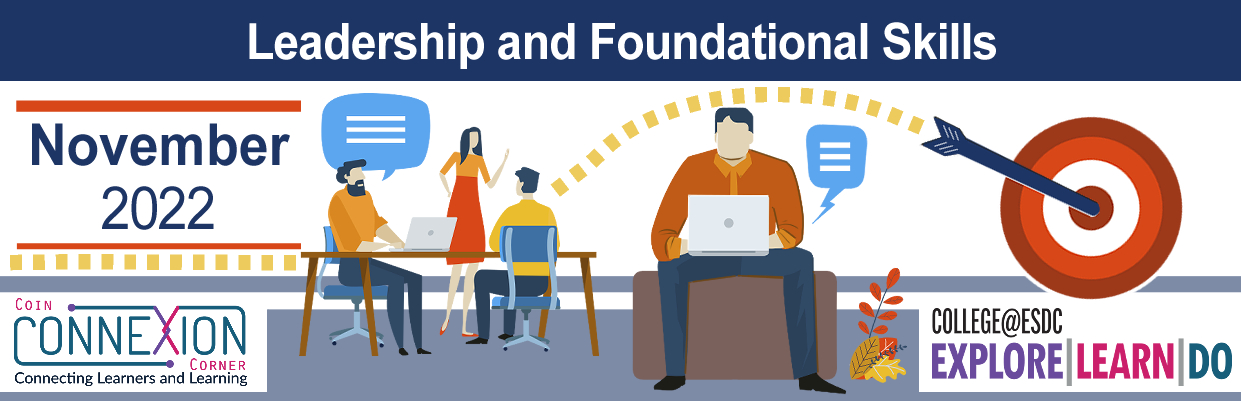 Leadership and Foundational Skills
November
2022
COIN
CONNEXION
CORNER
Connecting Learners and Learning
COLLEGE@ESDC
EXPLORE|LEARN|DO